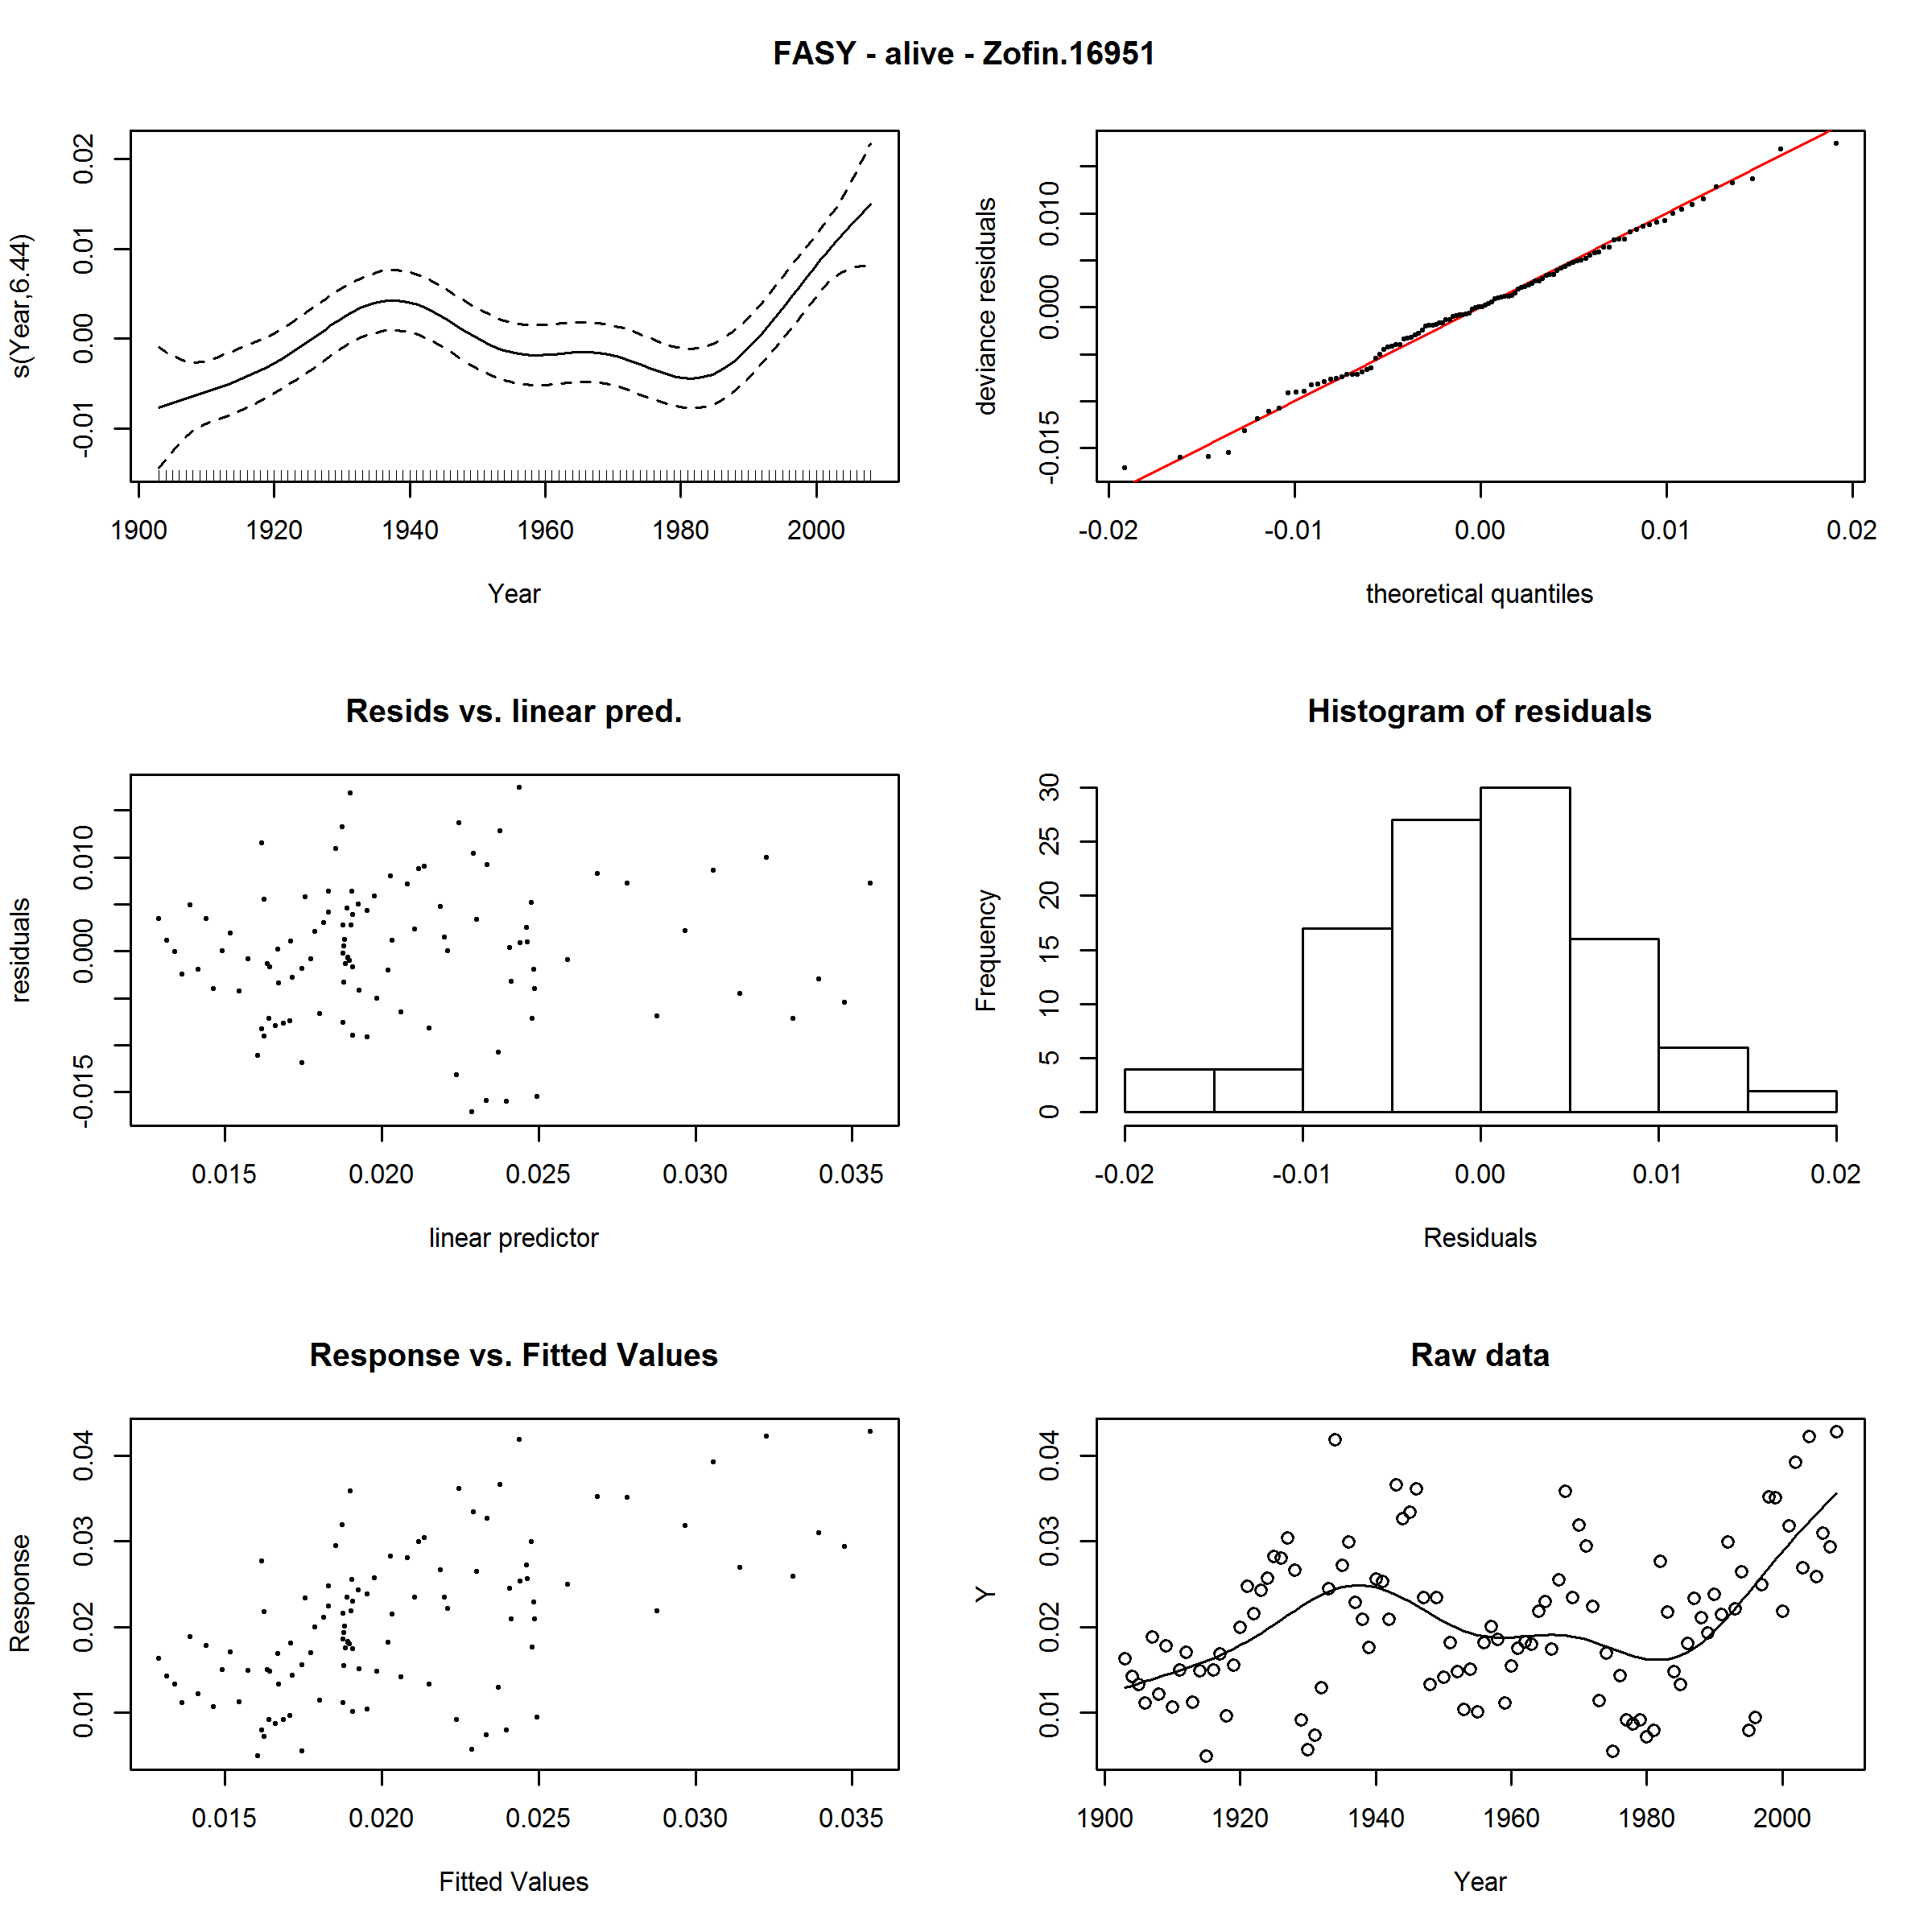 FASY - alive - Zofin.16951
s(Year,6.44)
-0.01 0.00 0.01 0.02
1900 1920 1940 1960 1980 2000
Year
deviance residuals
-0.015 0.000 0.010
-0.02 -0.01 0.00 0.01 0.02
theoretical quantiles
Resids vs. linear pred.
residuals
-0.015 0.000 0.010
0.015 0.020 0.025 0.030 0.035
linear predictor
Histogram of residuals
Frequency
0 5 10 15 20 25 30
-0.02 -0.01 0.00 0.01 0.02
Residuals
Response vs. Fitted Values
Response
0.01 0.02 0.03 0.04
0.015 0.020 0.025 0.030 0.035
Fitted Values
Raw data
Y
0.01 0.02 0.03 0.04
1900 1920 1940 1960 1980 2000
Year